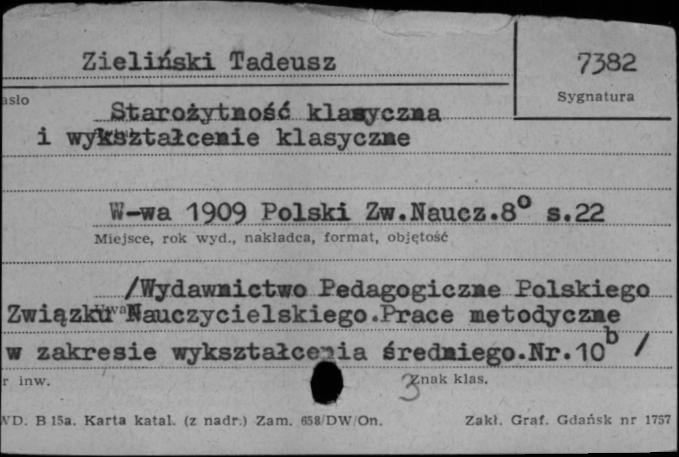 Zieliński Tadeusz
7382
Sygnatura
asło
Starożytność klasyczna
i wykształcenie klasyczne
W-wa 1909 Polski Zw.Naucz.8° s.22
Miejsce, rok wyd., nakładca, format, objętość
/Wydawnictwo Pedagogiczne Polskiego
Związku Nauczycielskiego.Prace metodyczne
w zakresie wykształcenia średniego.Nr.10b /
r inw.
3
Znak klas.
WD. B 15a. Karta katal. (z nadr.) Zam. 658/DW/On.
Zakł. Graf. Gdańsk nr 1757